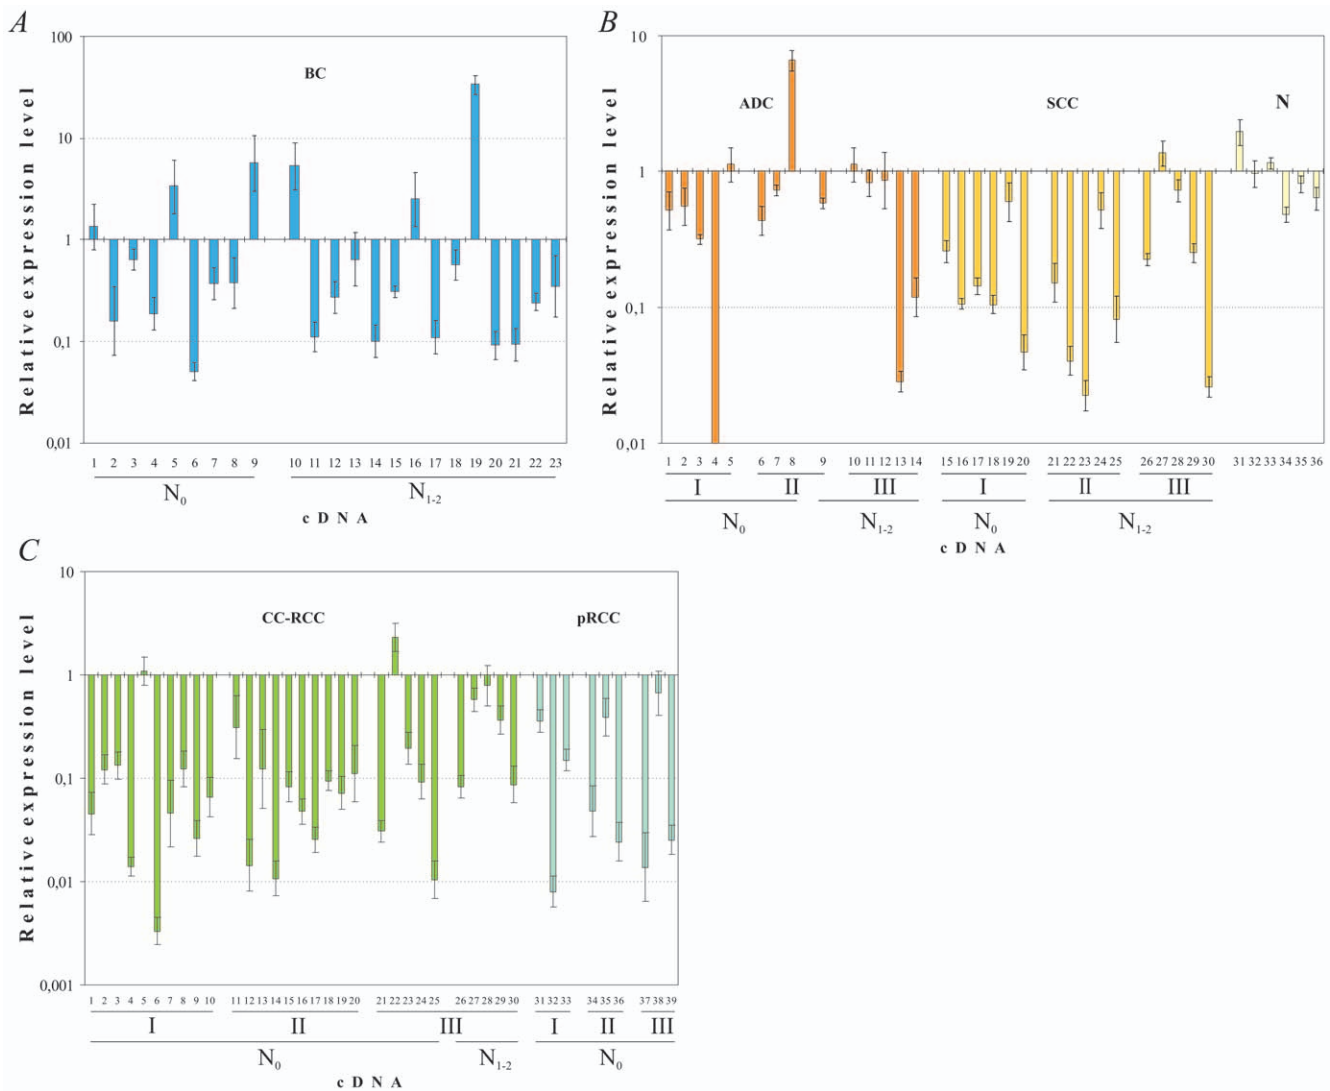 A
Relative expression level
100
10
1
0,1
0,01
BC
1 2 3 4 5 6 7 8 9 10 11 12 13 14 15 16 17 18 19 20 21 22 23
N0 N1-2
cDNA
B
Relative expression level
10
1
0,1
0,01
ADC SCC N
1 2 3 4 5 6 7 8 9 10 11 12 13 14 15 16 17 18 19 20 21 22 23 24 25 26 27 28 29 30 31 32 33 34 35 36
I II III I II III
N0 N1-2 N0 N1-2
cDNA
C
Relative expression level
10
1
0,1
0,01
0,001
CC-RCC pRCC
1 2 3 4 5 6 7 8 9 10 11 12 13 14 15 16 17 18 19 20 21 22 23 24 25 26 27 28 29 30 31 32 33 34 35 36 37 38 39
I II III I II III
N0 N1-2 N0
cDNA